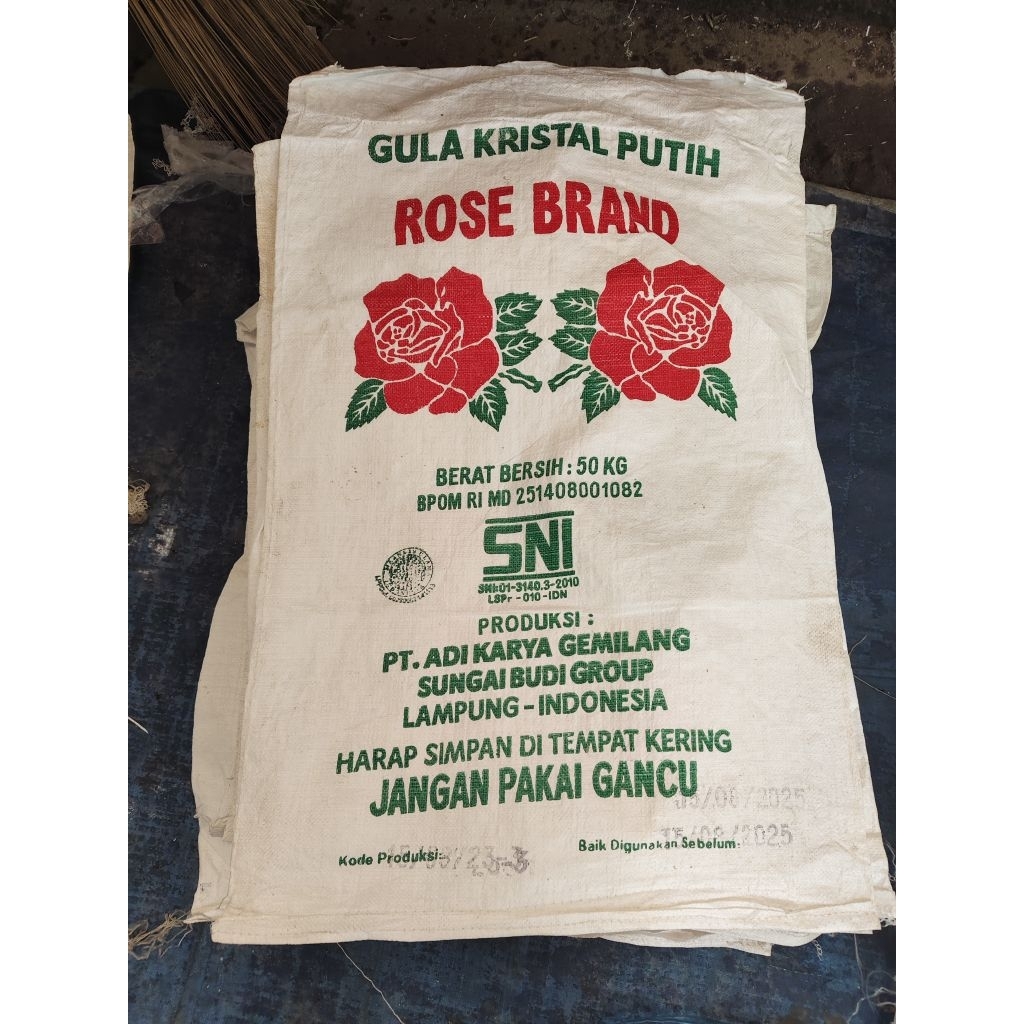 GULA KRISTAL PUTIH
ROSE BRAND
BERAT BERSIH : 50 KG
BPOM RI MD 251408001082
SNI
SNI:01-3140.3-2010
LSPr - 010 - IDN
PRODUKSI :
PT. ADI KARYA GEMILANG
SUNGAI BUDI GROUP
LAMPUNG - INDONESIA
HARAP SIMPAN DI TEMPAT KERING
JANGAN PAKAI GANCU
Kode Produksi:
Baik Digunakan Sebelum: